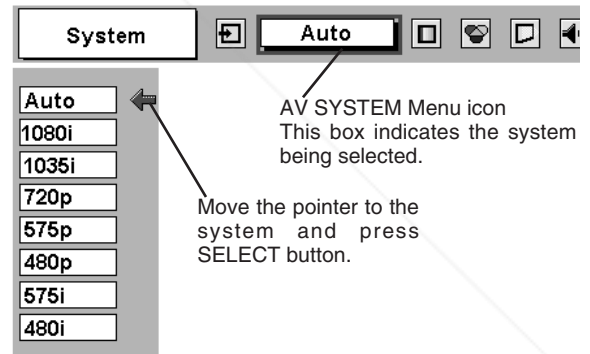 System
Auto
AV SYSTEM Menu icon
This box indicates the system
being selected.
Auto
1080i
1035i
720p
575p
480p
575i
480i
Move the pointer to the
system and press
SELECT button.